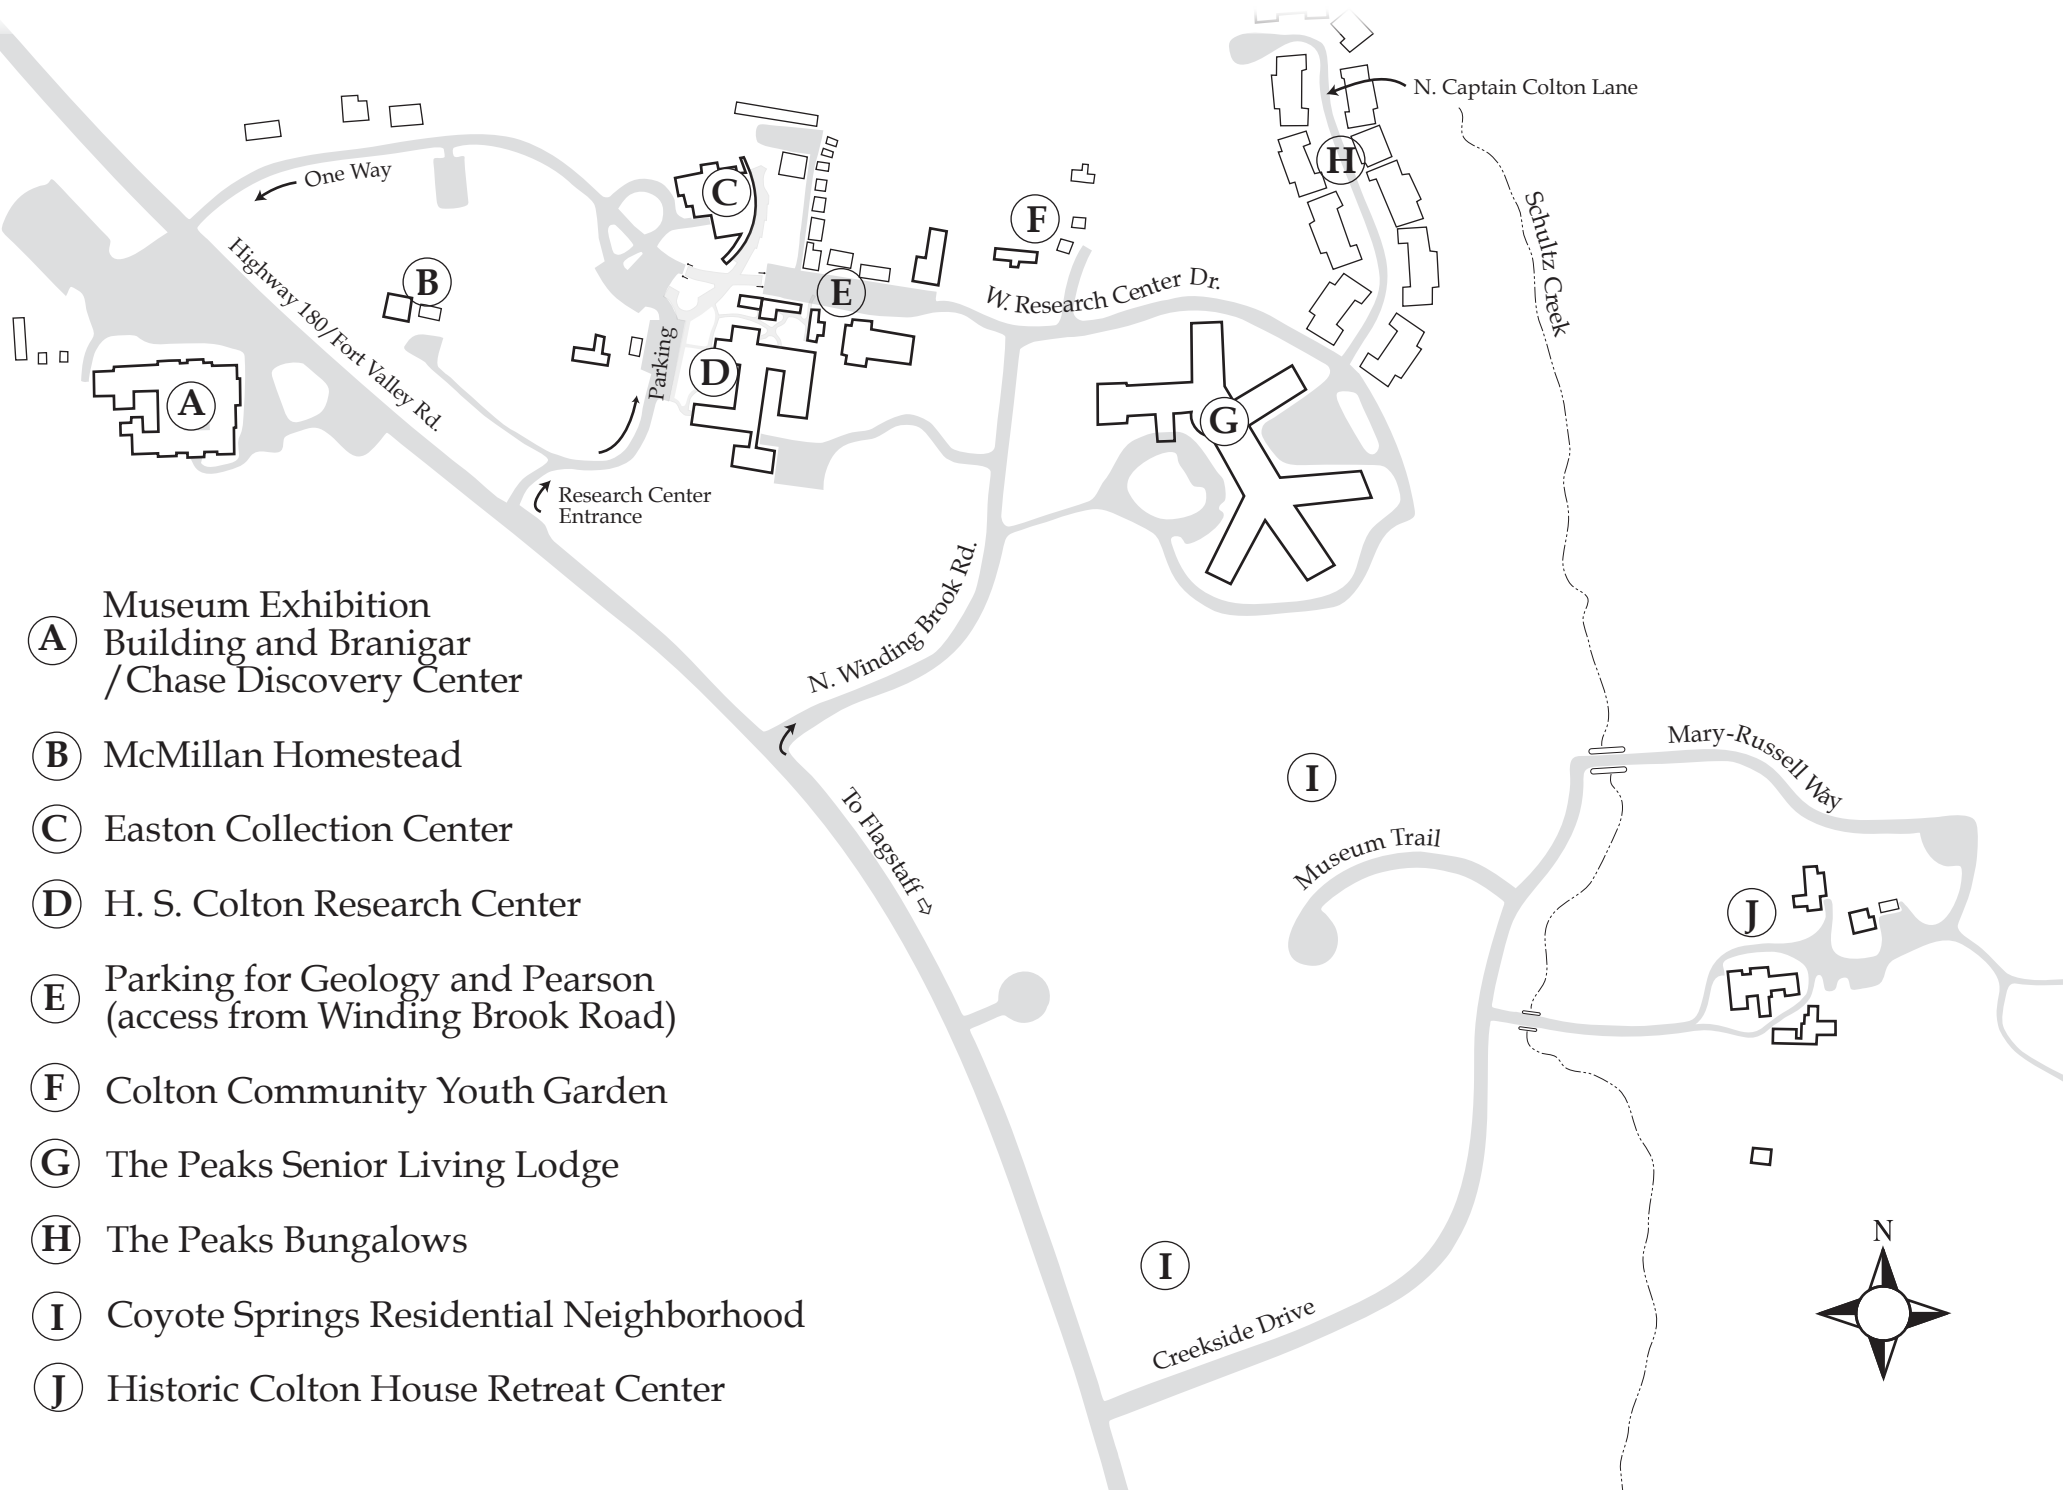 N. Captain Colton Lane
H
One Way
C
F
Schultz Creek
Highway 180/Fort Valley Rd.
B
E
W. Research Center Dr.
Parking
D
A
G
Research Center
Entrance
N. Winding Brook Rd.
A Museum Exhibition
Building and Branigar
/Chase Discovery Center
B McMillan Homestead
C Easton Collection Center
D H. S. Colton Research Center
E Parking for Geology and Pearson
(access from Winding Brook Road)
F Colton Community Youth Garden
G The Peaks Senior Living Lodge
H The Peaks Bungalows
I Coyote Springs Residential Neighborhood
J Historic Colton House Retreat Center
To Flagstaff
I
Mary-Russell Way
Museum Trail
J
I
Creekside Drive
N